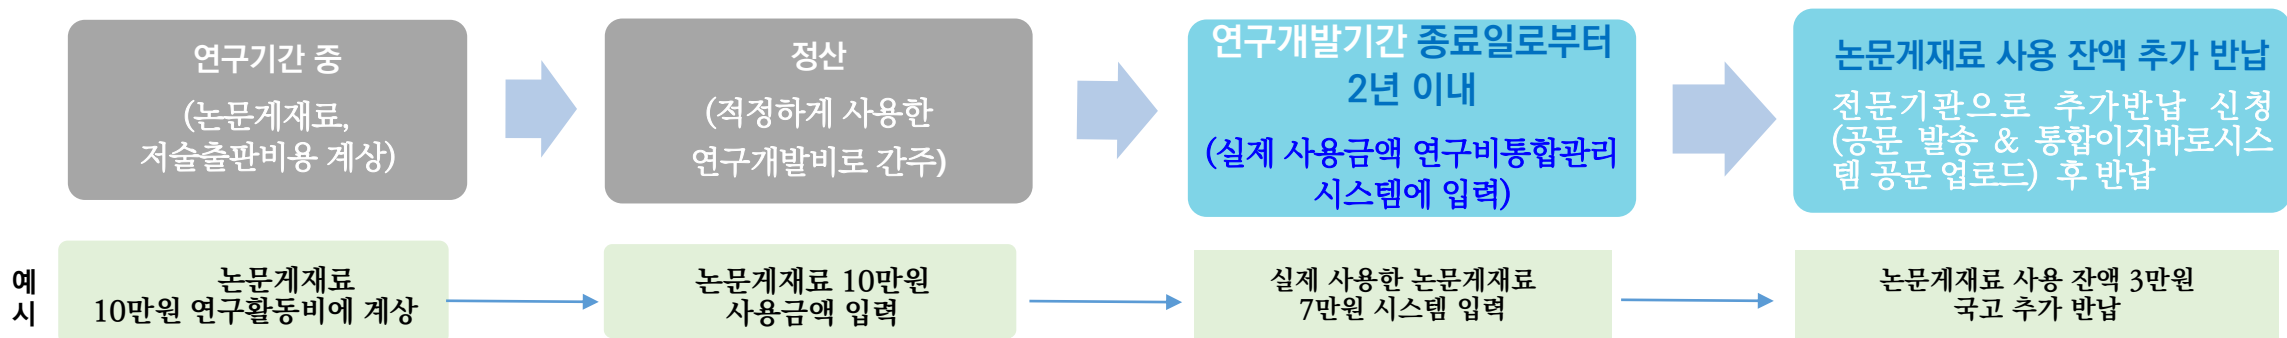 연구기간 중
(논문게재료,
저술출판비용 계상)
정산
(적정하게 사용한
연구개발비로 간주)
연구개발기간 종료일로부터
2년 이내
(실제 사용금액 연구비통합관리
시스템에 입력)
논문게재료 사용 잔액 추가 반납
전문기관으로 추가반납 신청
(공문 발송 & 통합이지바로시스
템 공문 업로드) 후 반납
예
시
논문게재료
10만원 연구활동비에 계상
논문게재료 10만원
사용금액 입력
실제 사용한 논문게재료
7만원 시스템 입력
논문게재료 사용 잔액 3만원
국고 추가 반납